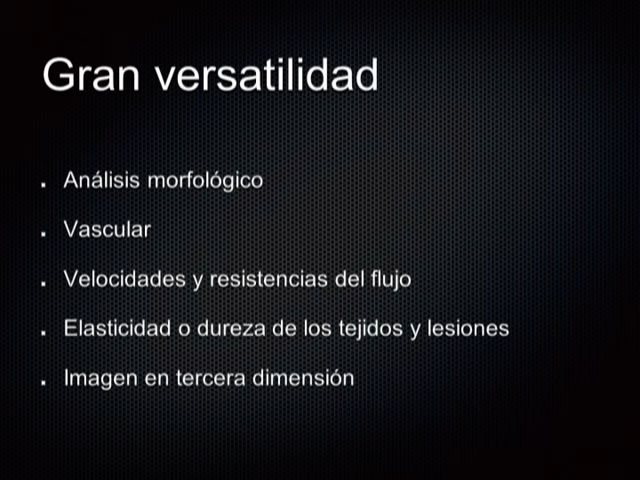 Gran versatilidad
Análisis morfológico
Vascular
Velocidades y resistencias del flujo
Elasticidad o dureza de los tejidos y lesiones
Imagen en tercera dimensión